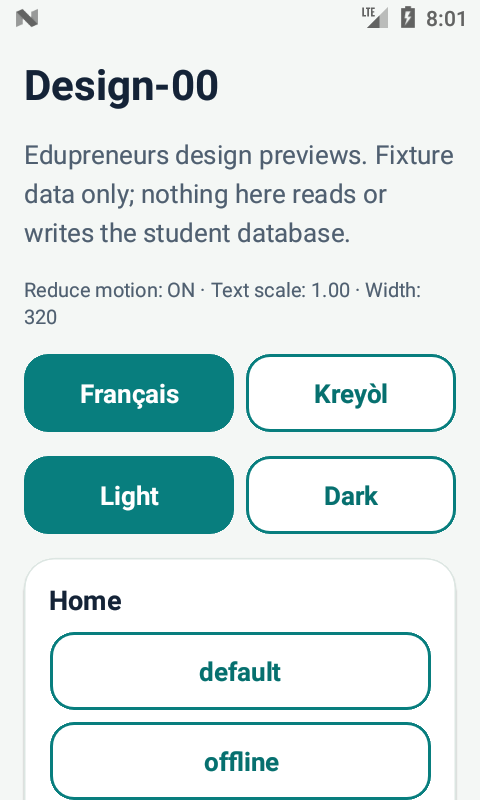 LTE 8:01
Design-00
Edupreneurs design previews. Fixture
data only; nothing here reads or
writes the student database.
Reduce motion: ON · Text scale: 1.00 · Width:
320
Français Kreyòl
Light Dark
Home
default
offline